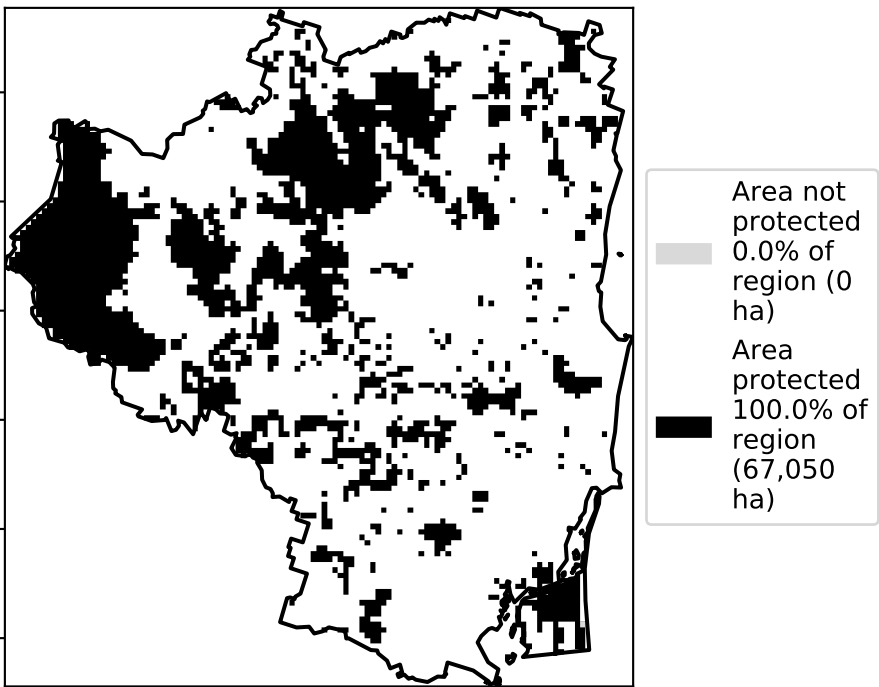 Area not
protected
0.0% of
region (0
ha)
Area
protected
100.0% of
region
(67,050
ha)